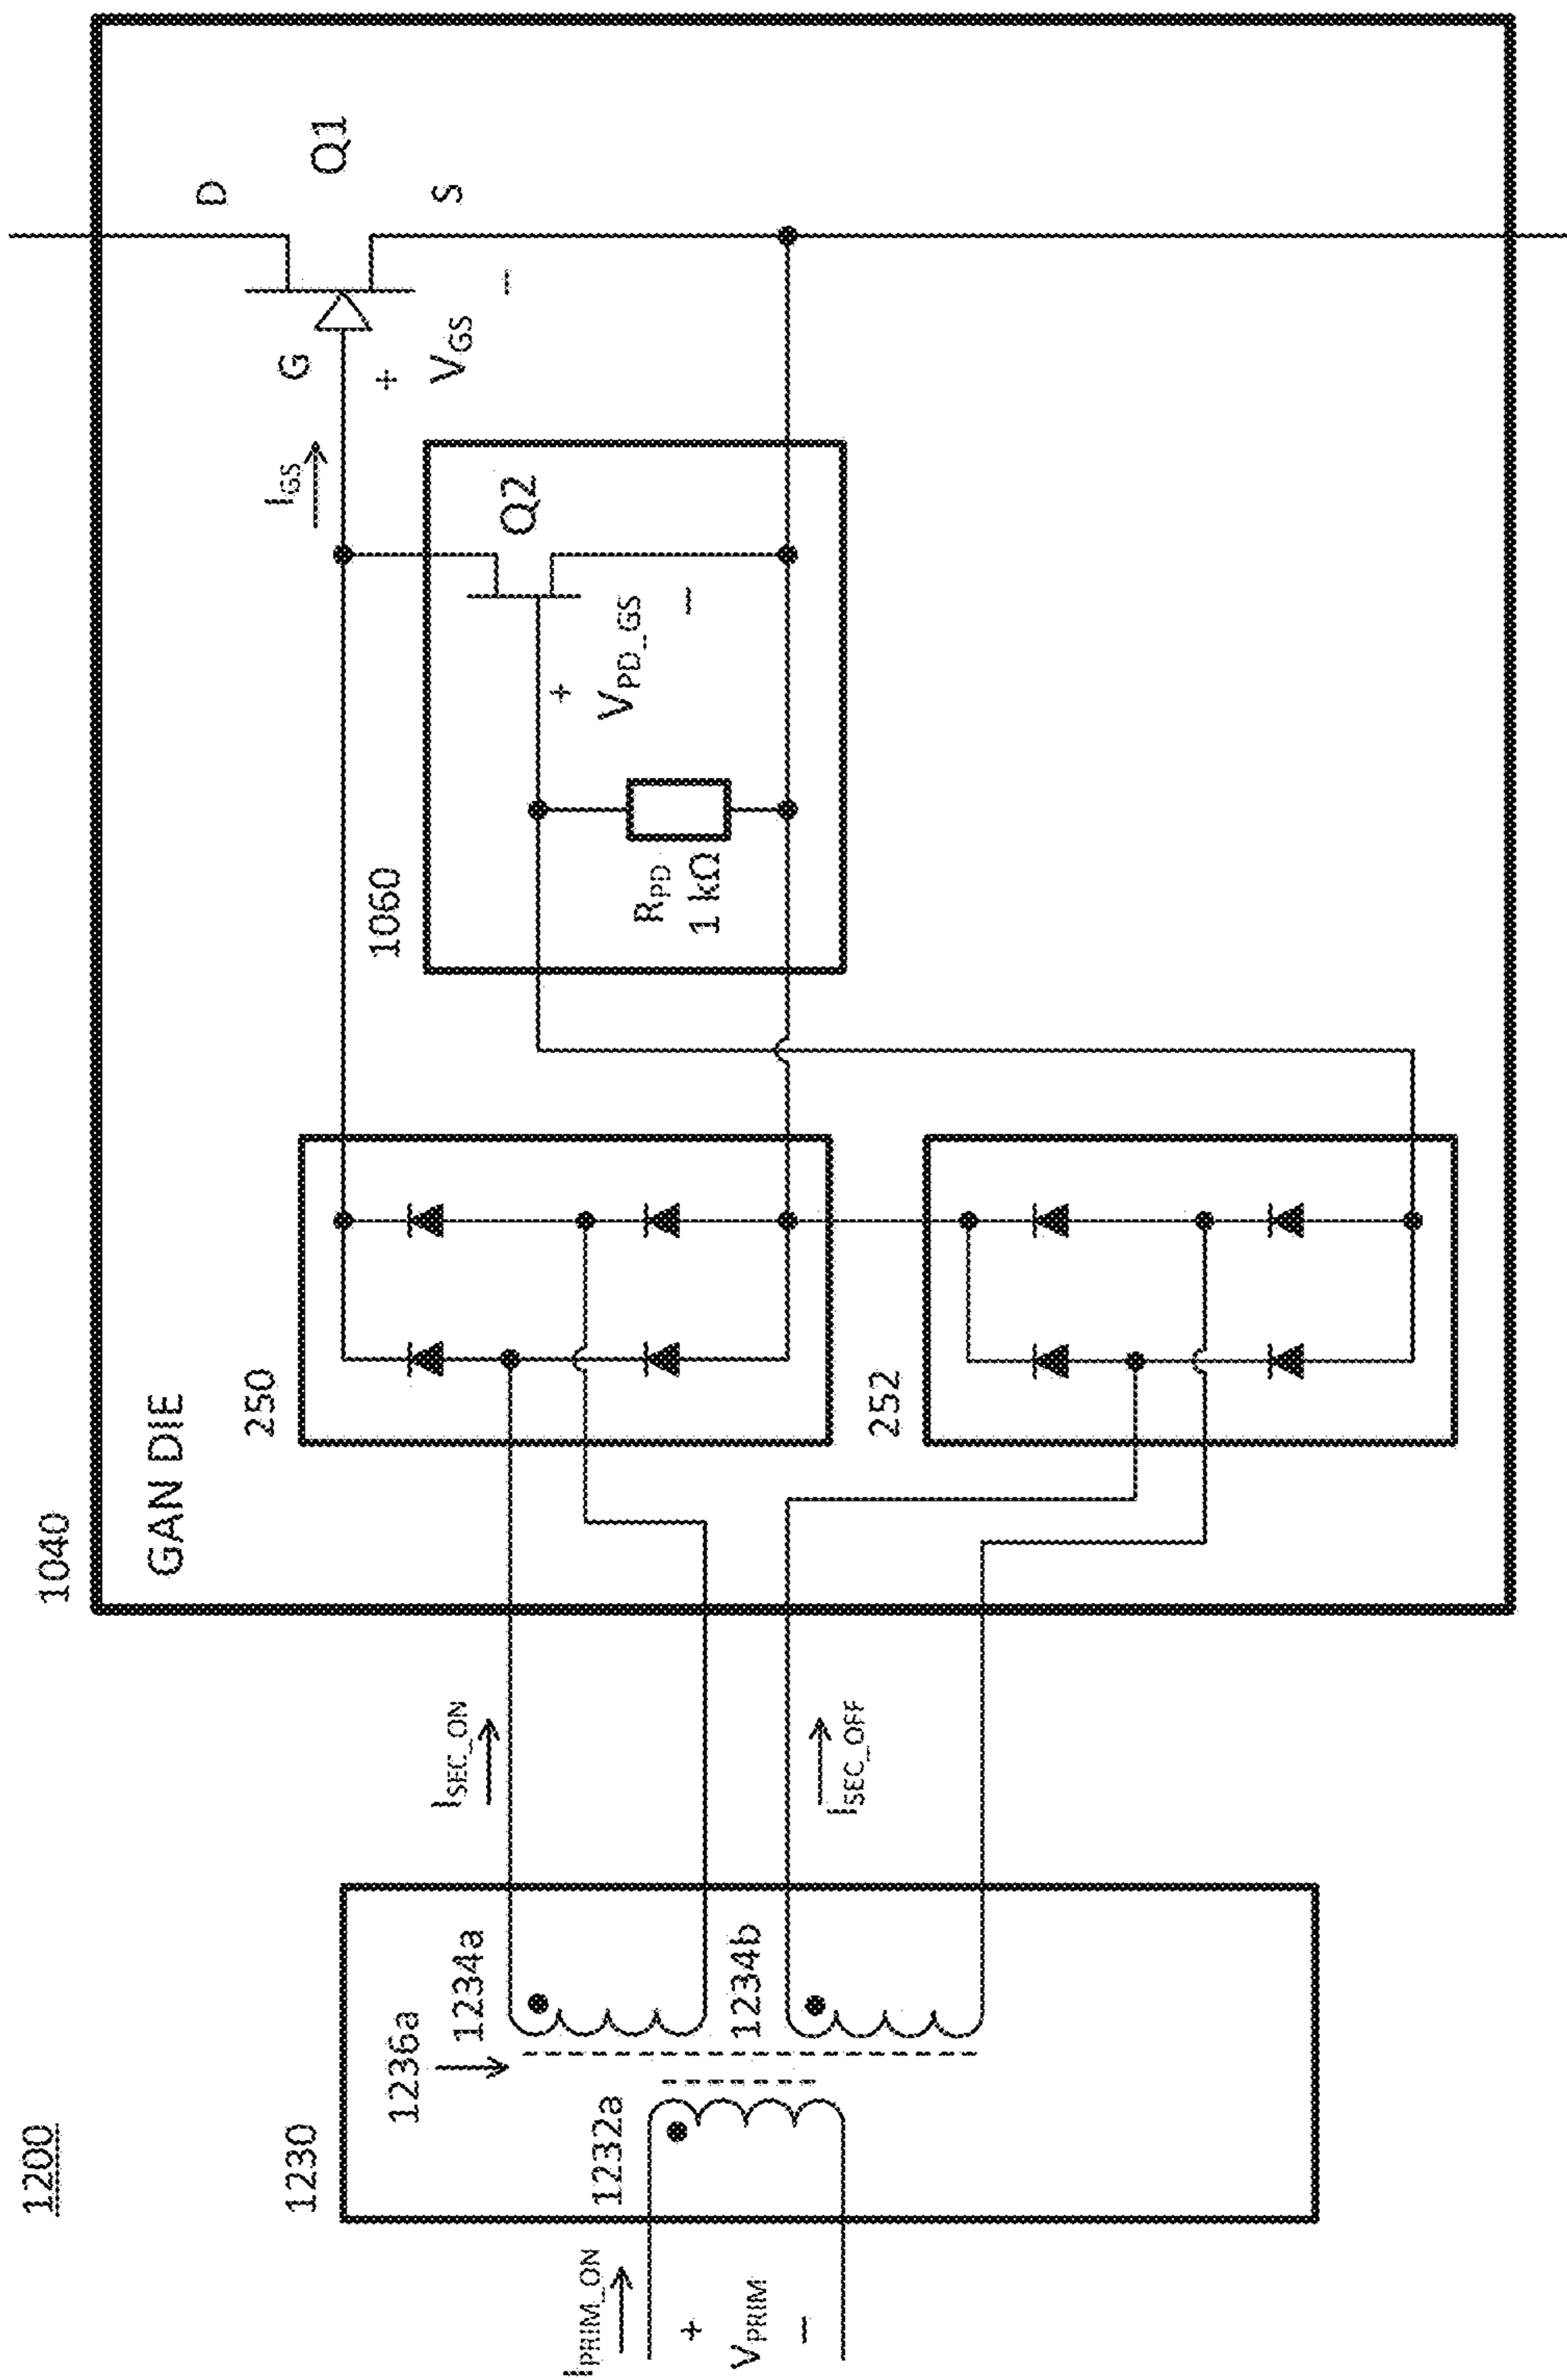 1200
1230
1236a
1234a
1232a
1234b
I_PRIM_ON
+
V_PRIM
−
I_SEC_ON
I_SEC_OFF
1040
GAN DIE
250
252
1060
R_PD
1 kΩ
+
V_PD_GS
−
Q2
I_GS
G
+
V_GS
−
D
S
Q1